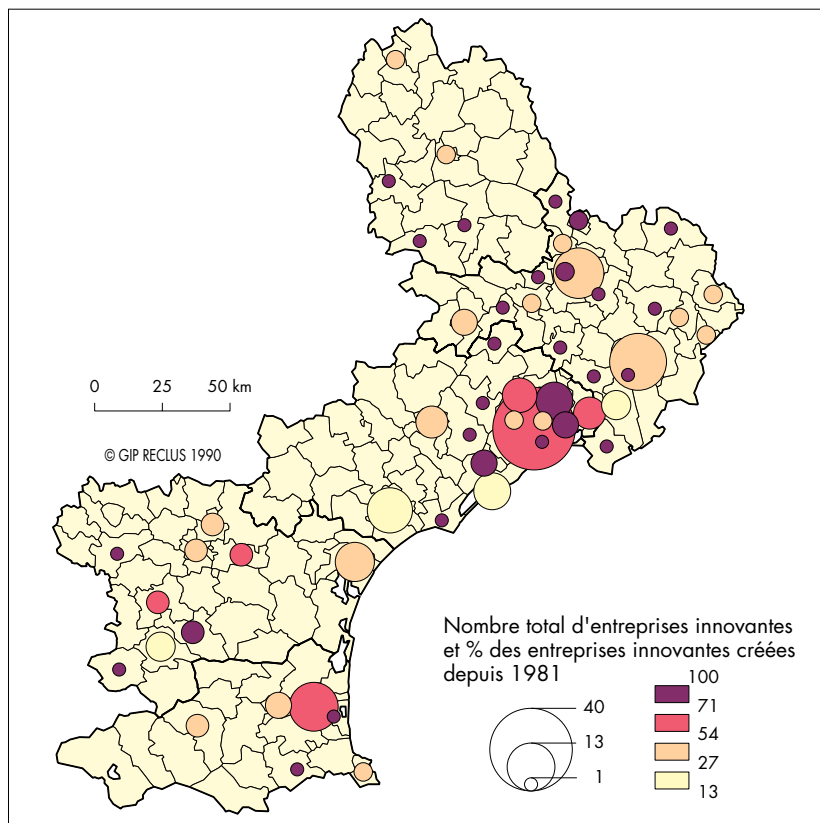 0 25 50 km
© GIP RECLUS 1990
Nombre total d'entreprises innovantes
et % des entreprises innovantes créées
depuis 1981
40
13
1
100
71
54
27
13